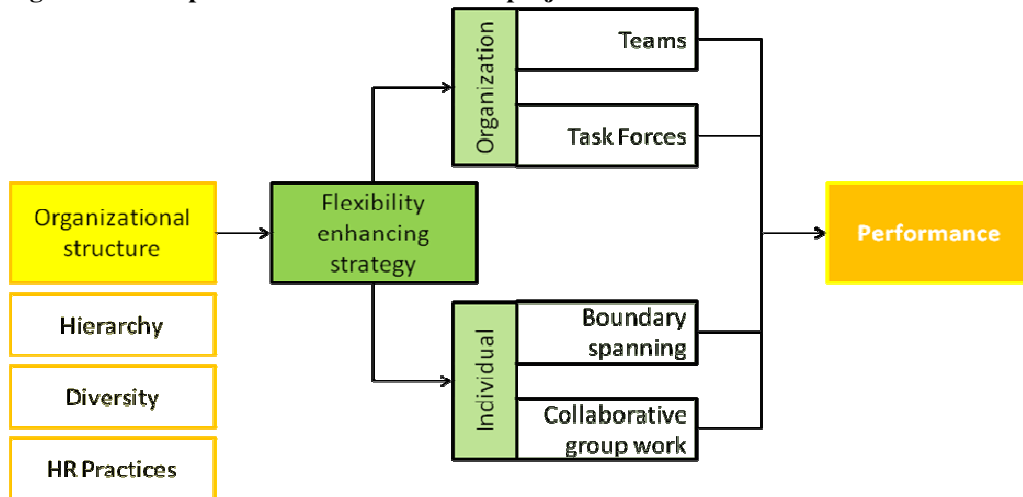 Organization
Teams
Task Forces
Organizational
structure
Flexibility
enhancing
strategy
Performance
Hierarchy
Diversity
HR Practices
Individual
Boundary
spanning
Collaborative
group work